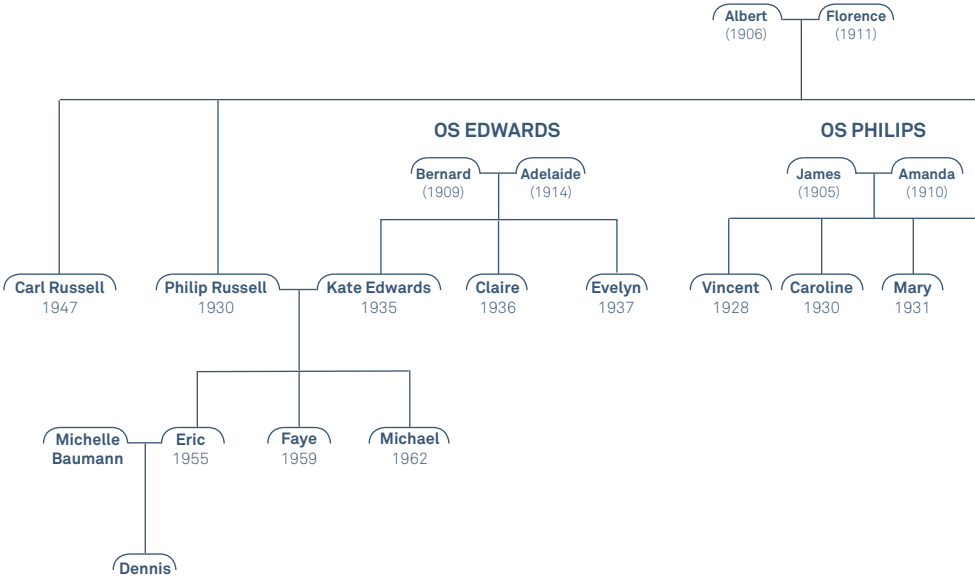 Albert
(1906)
Florence
(1911)
OS EDWARDS
OS PHILIPS
Bernard
(1909)
Adelaide
(1914)
James
(1905)
Amanda
(1910)
Carl Russell
1947
Philip Russell
1930
Kate Edwards
1935
Claire
1936
Evelyn
1937
Vincent
1928
Caroline
1930
Mary
1931
Michelle
Baumann
Eric
1955
Faye
1959
Michael
1962
Dennis